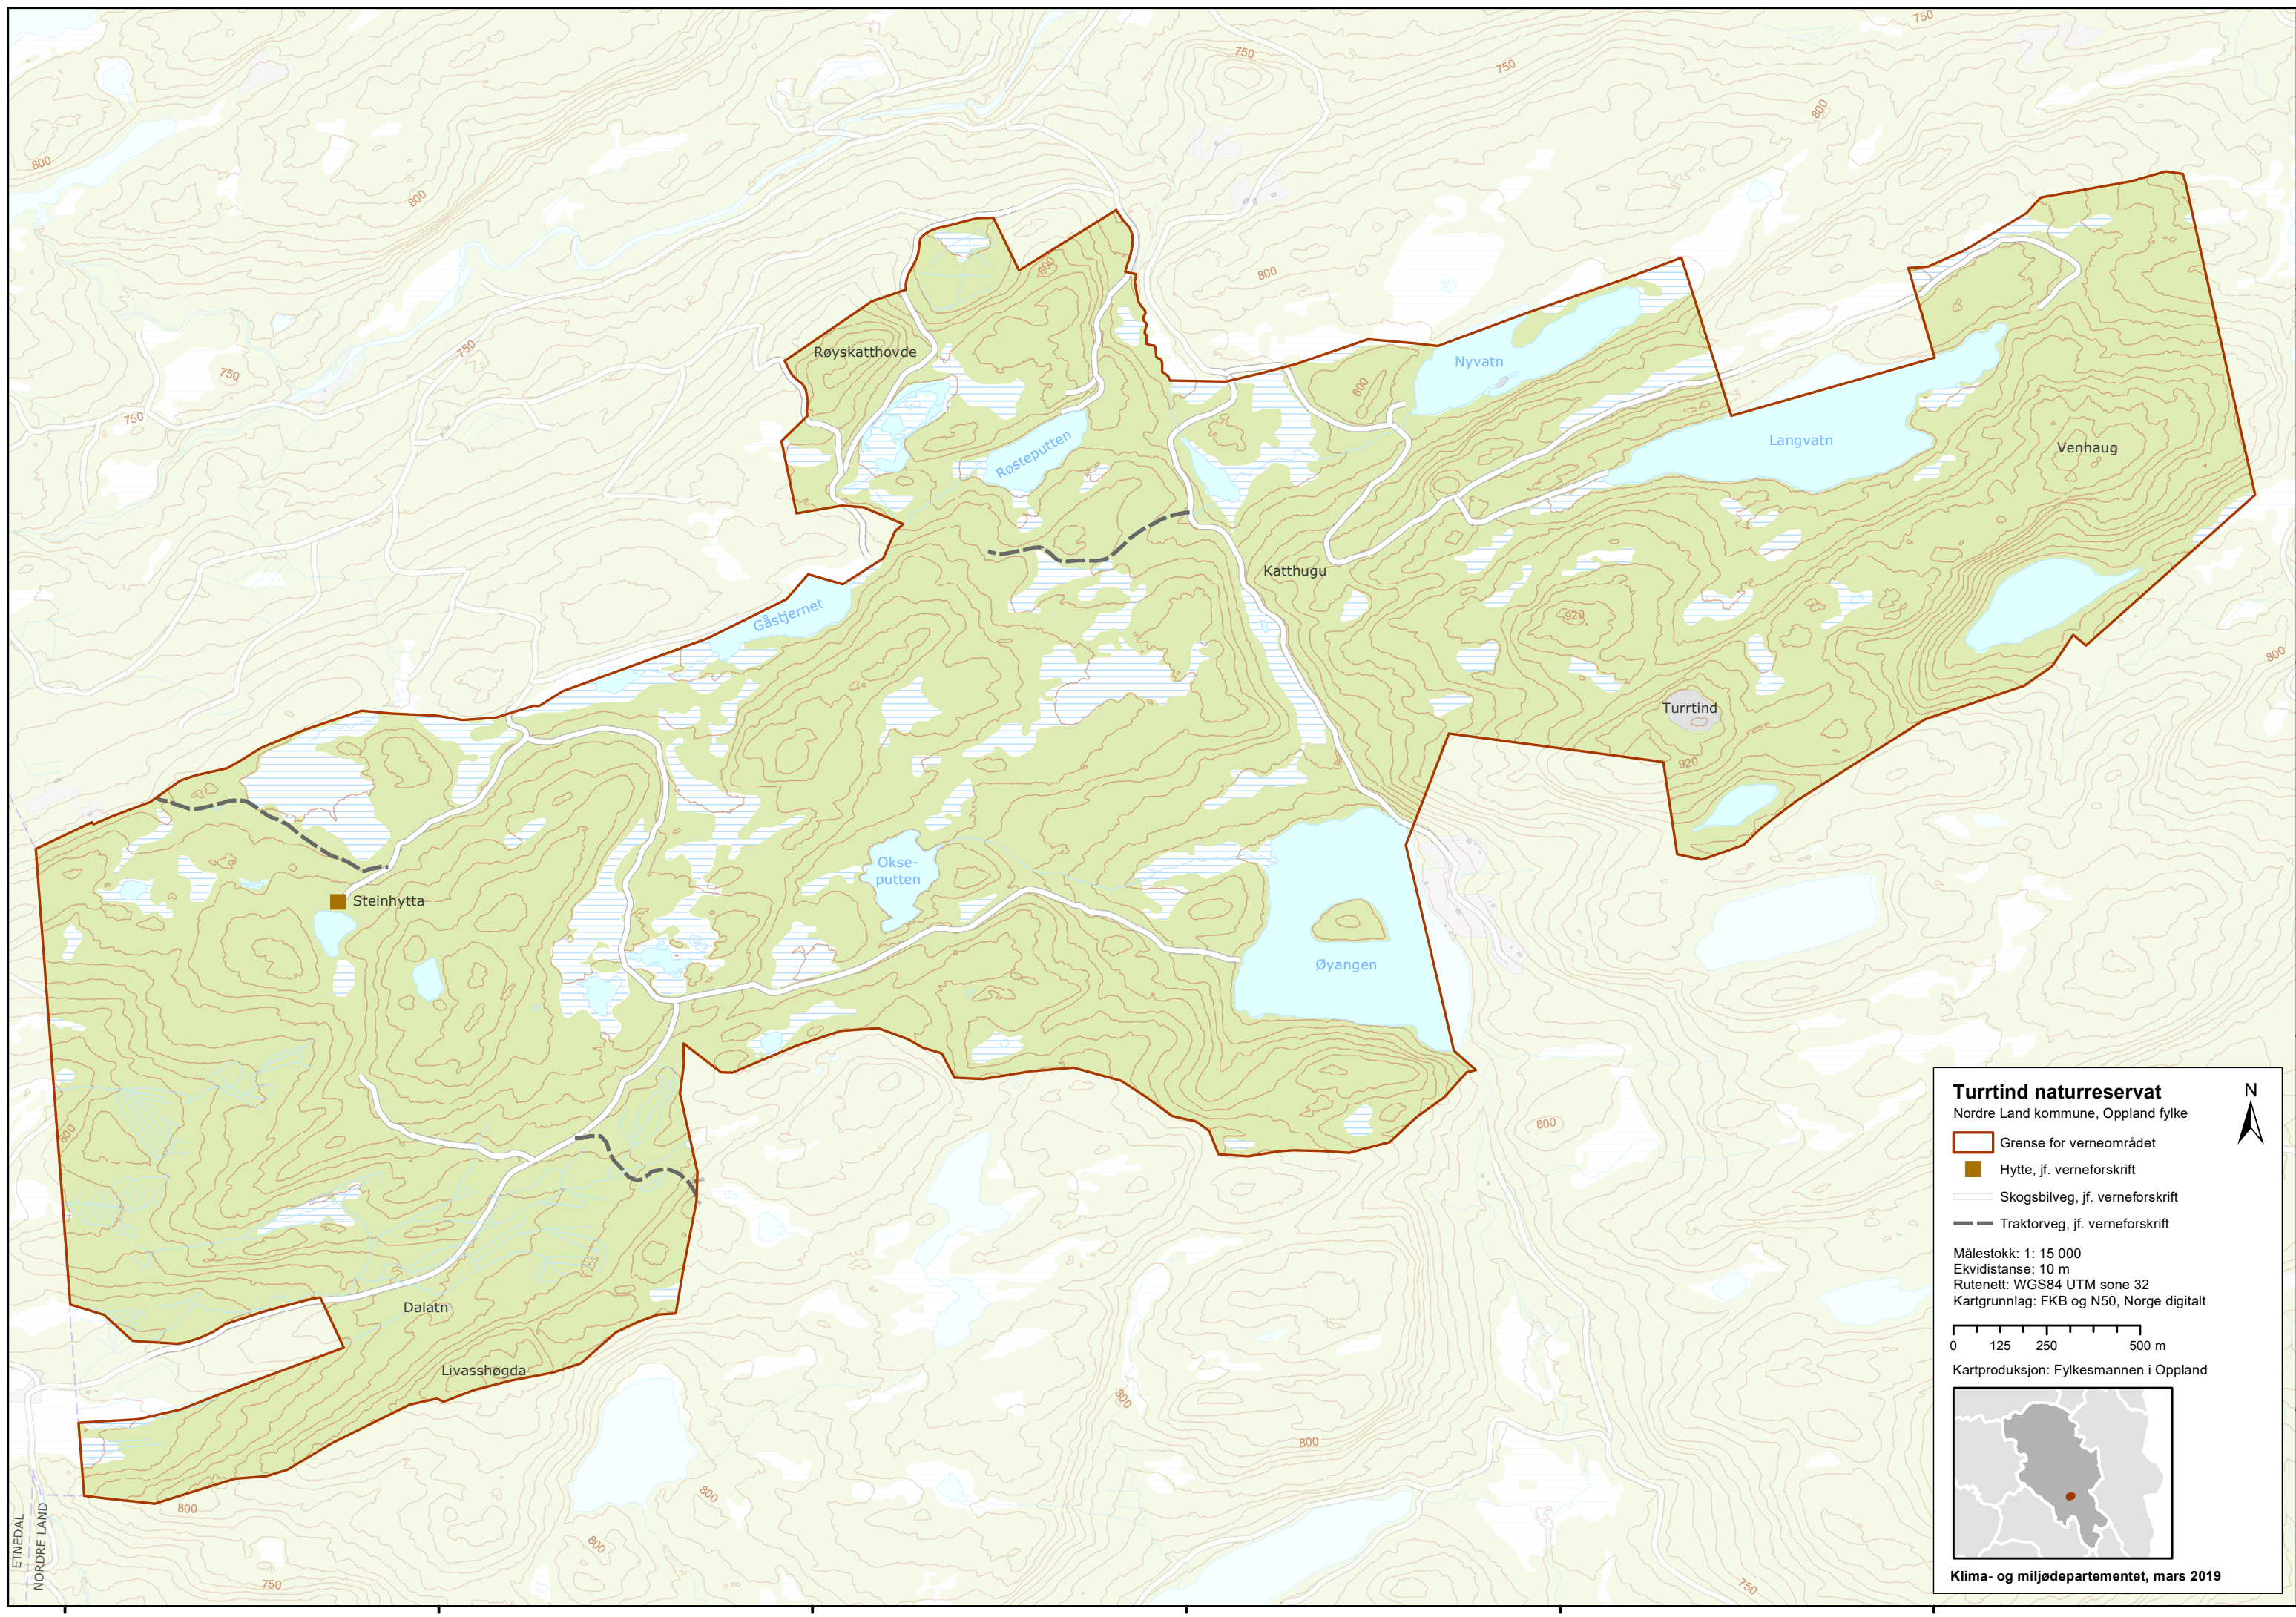 750
750
750
800
800
800
800
800
800
750
750
750
Røyskatthovde
Nyvatn
800
Røsteputten
Langvatn
Venhaug
Katthugu
Gåstjernet
920
800
Turrtind
920
Okse-
putten
Steinhytta
Øyangen
800
800
Dalatn
Livasshøgda
800
800
800
800
800
750
750
ETNEDAL
NORDRE LAND
Turrtind naturreservat
N
Nordre Land kommune, Oppland fylke
Grense for verneområdet
Hytte, jf. verneforskrift
Skogsbilveg, jf. verneforskrift
Traktorveg, jf. verneforskrift
Målestokk: 1: 15 000
Ekvidistanse: 10 m
Rutenett: WGS84 UTM sone 32
Kartgrunnlag: FKB og N50, Norge digitalt
0 125 250 500 m
Kartproduksjon: Fylkesmannen i Oppland
Klima- og miljødepartementet, mars 2019